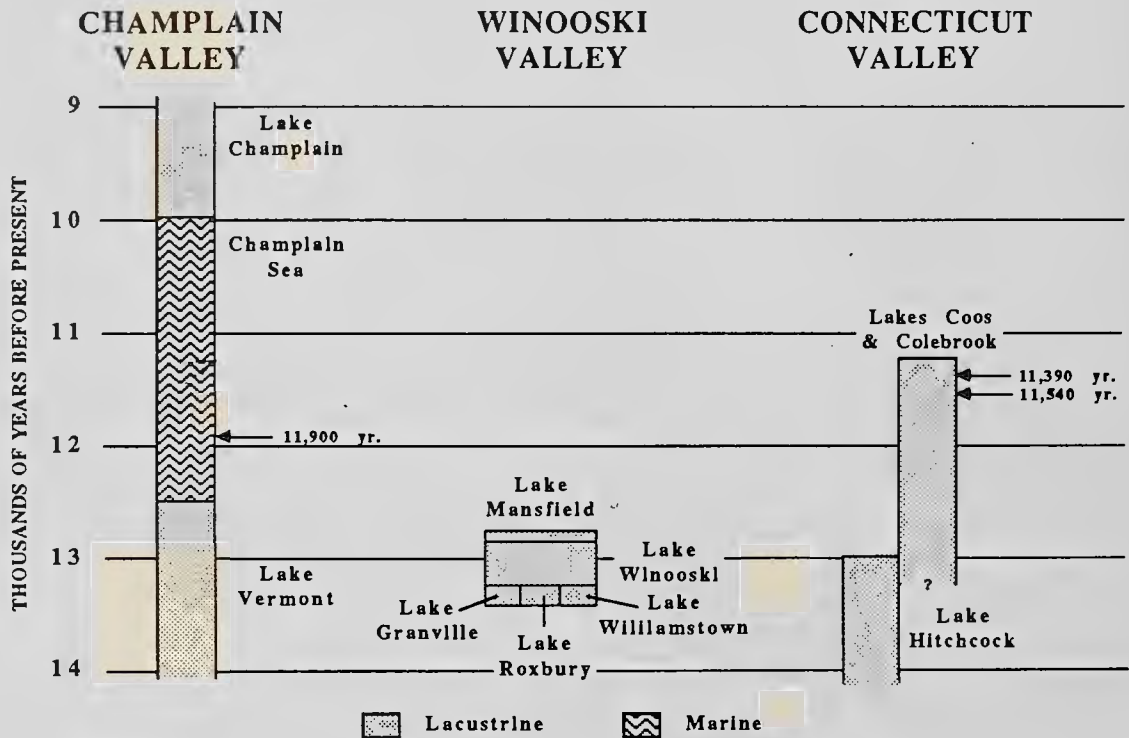 CHAMPLAIN
VALLEY
WINOOSKI
VALLEY
CONNECTICUT
VALLEY
THOUSANDS OF YEARS BEFORE PRESENT
9
10
11
12
13
14
Lake
Champlain
Champlain
Sea
11,900 yr.
Lake
Vermont
Lake
Mansfield
Lake
Winooski
Lake
Granville
Lake
Roxbury
Lake
Wililamstown
Lakes Coos
& Colebrook
11,390 yr.
11,540 yr.
?
Lake
Hitchcock
Lacustrine
Marine